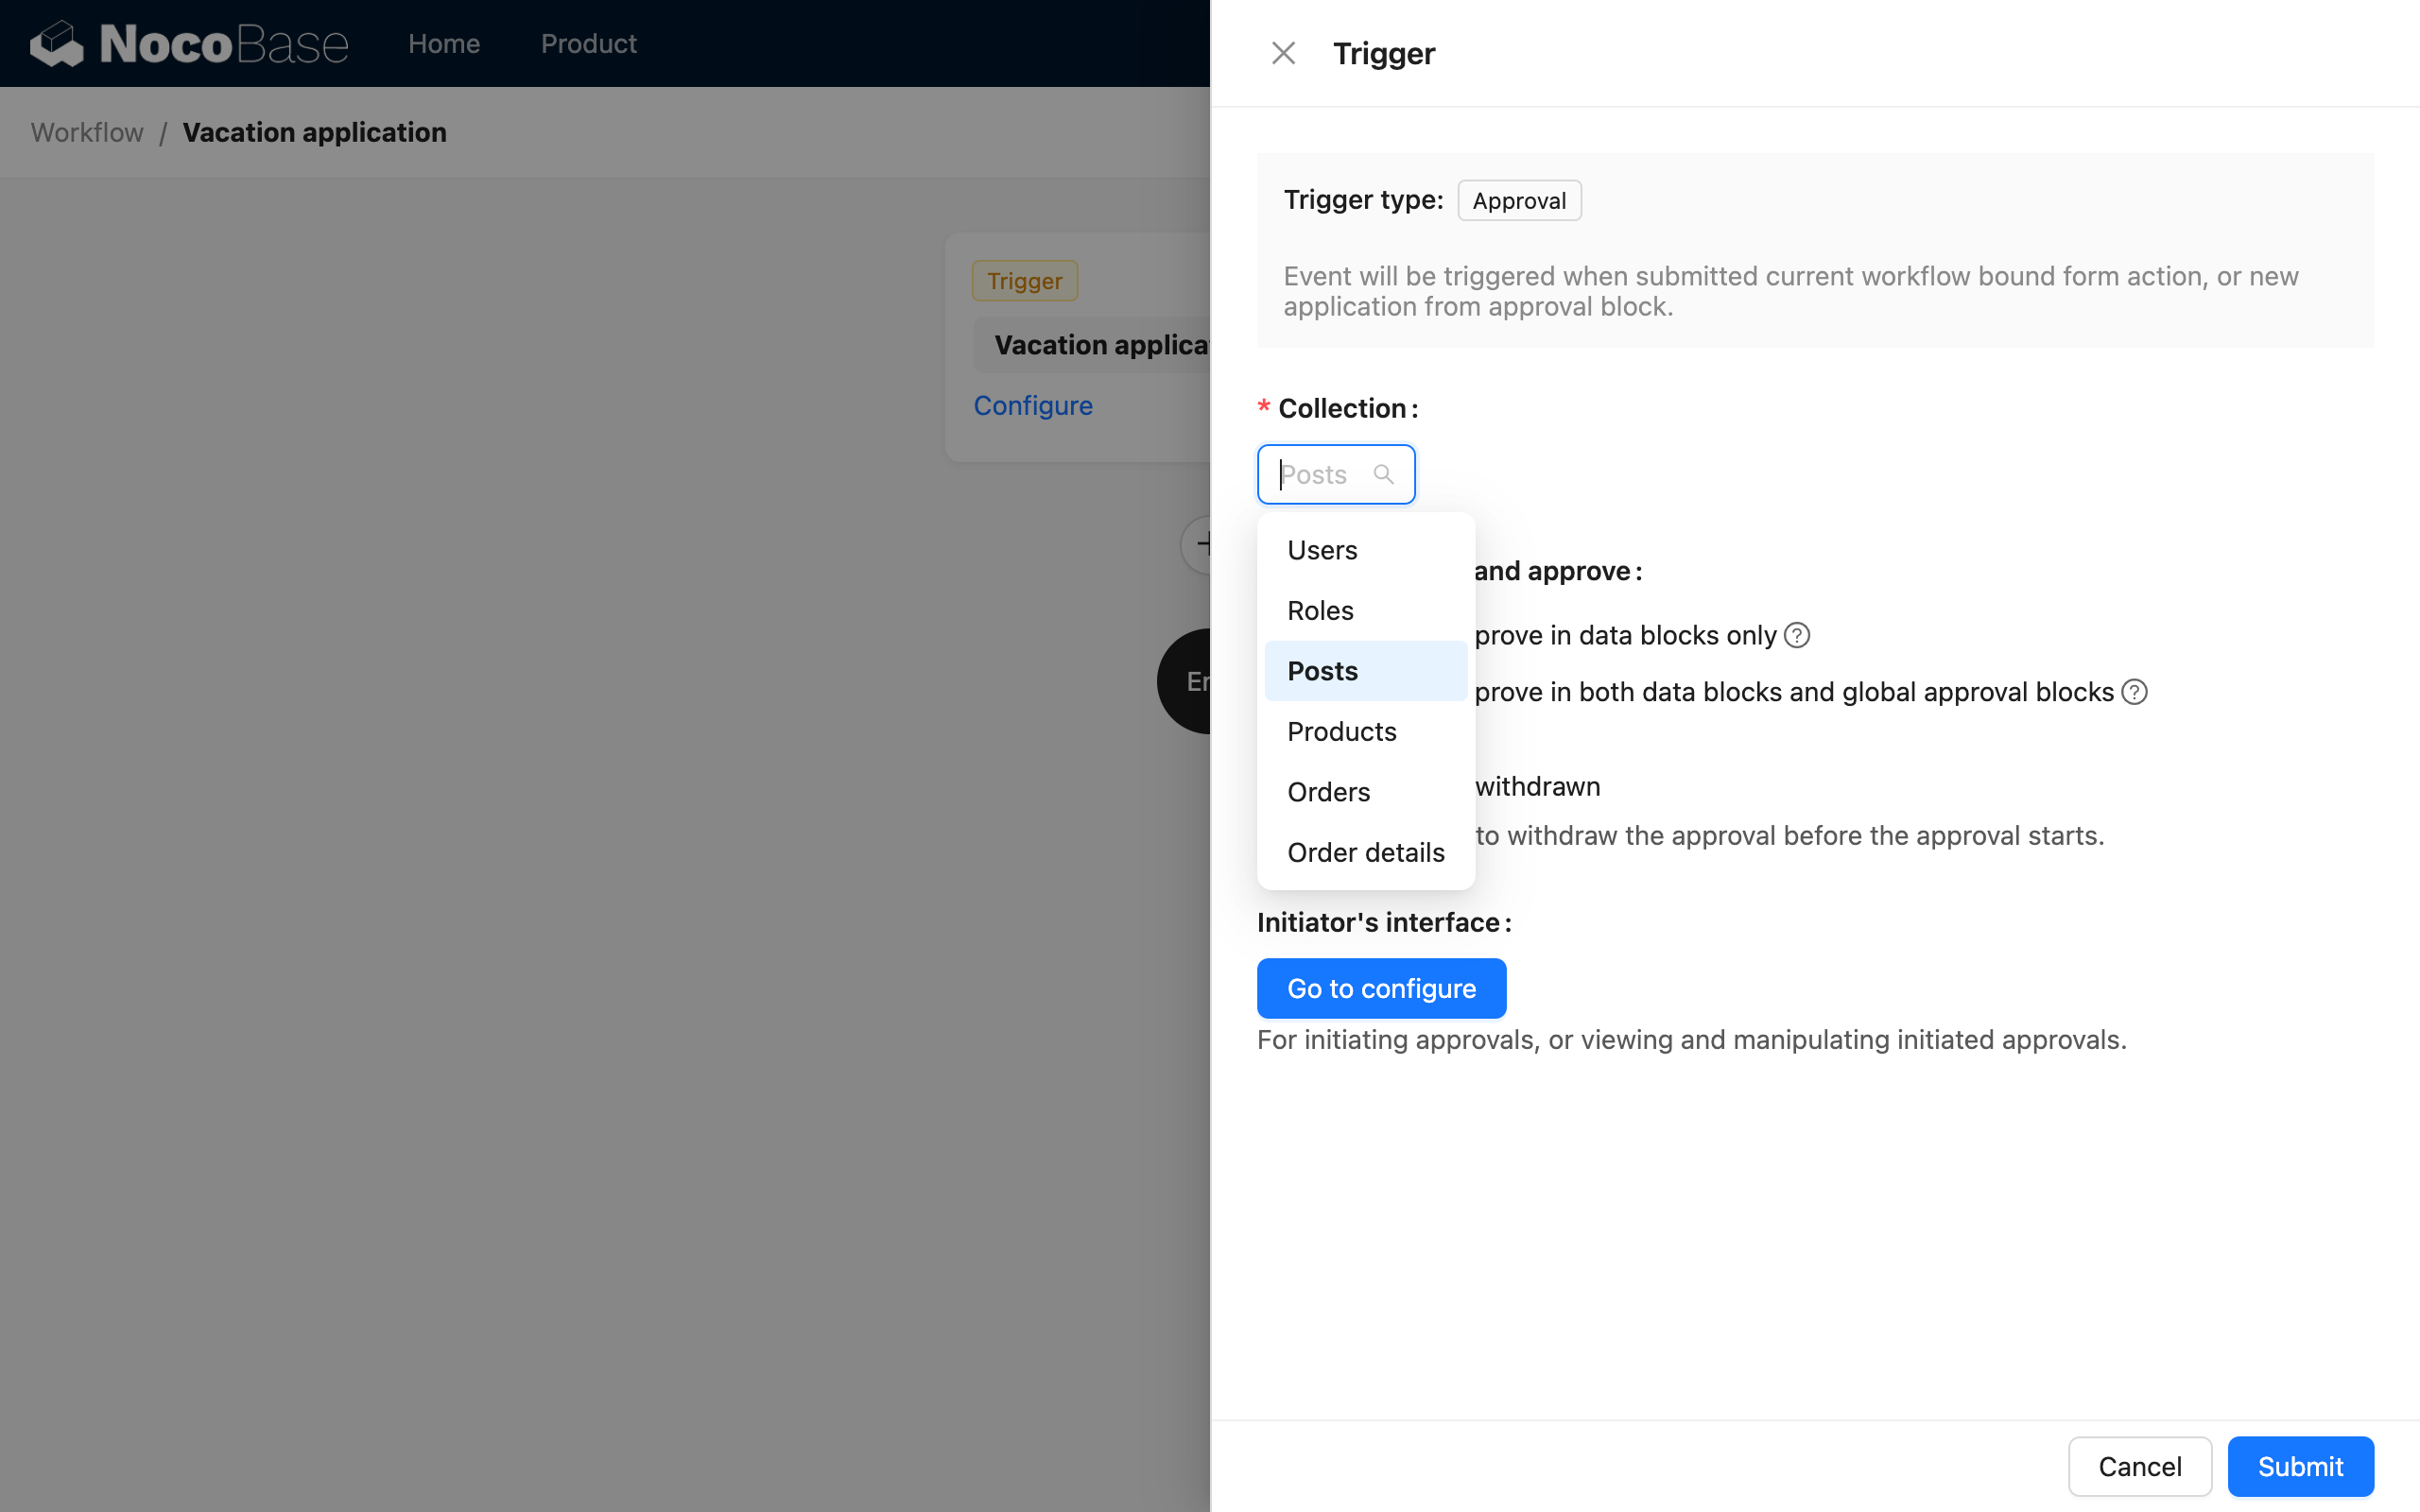 NocoBase Home Product
Workflow / Vacation application
Trigger
Vacation applica
Configure
Trigger
Trigger type: Approval
Event will be triggered when submitted current workflow bound form action, or new
application from approval block.
* Collection:
Posts
Users
Roles
Posts
Products
Orders
Order details
and approve:
prove in data blocks only
prove in both data blocks and global approval blocks
withdrawn
to withdraw the approval before the approval starts.
Initiator's interface:
Go to configure
For initiating approvals, or viewing and manipulating initiated approvals.
Cancel Submit